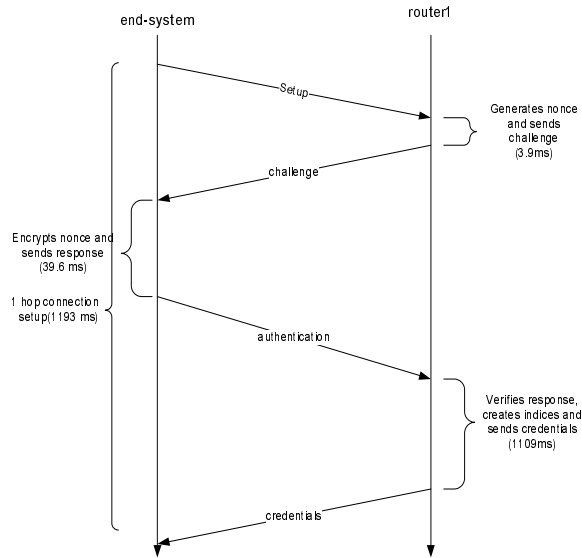 end-system
router1
Setup
Generates nonce
and sends
challenge
(3.9ms)
challenge
Encrypts nonce and
sends response
(39.6 ms)
1 hop connection
setup(1193 ms)
authentication
Verifies response,
creates indices and
sends credentials
(1109ms)
credentials